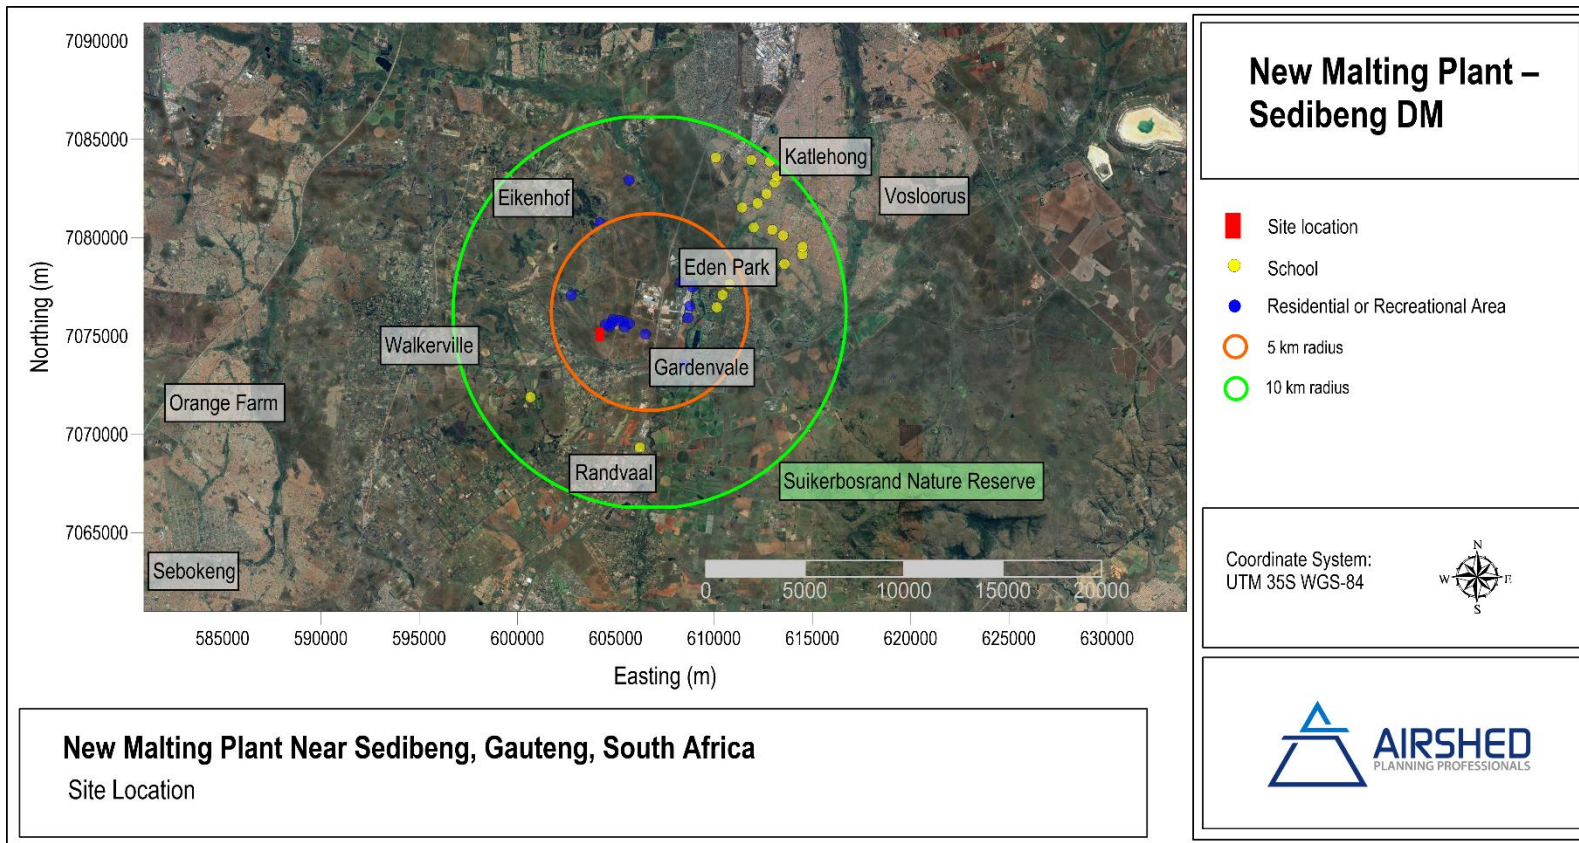 7090000
7085000
7080000
7075000
7070000
7065000
Northing (m)
Katlehong
Eikenhof
Vosloorus
Eden Park
Walkerville
Gardenvale
Orange Farm
Randvaal
Suikerbosrand Nature Reserve
Sebokeng
0 5000 10000 15000 20000
585000 590000 595000 600000 605000 610000 615000 620000 625000 630000
Easting (m)
New Malting Plant –
Sedibeng DM
Site location
School
Residential or Recreational Area
5 km radius
10 km radius
Coordinate System:
UTM 35S WGS-84
N
W E
S
AIRSHED
PLANNING PROFESSIONALS
New Malting Plant Near Sedibeng, Gauteng, South Africa
Site Location